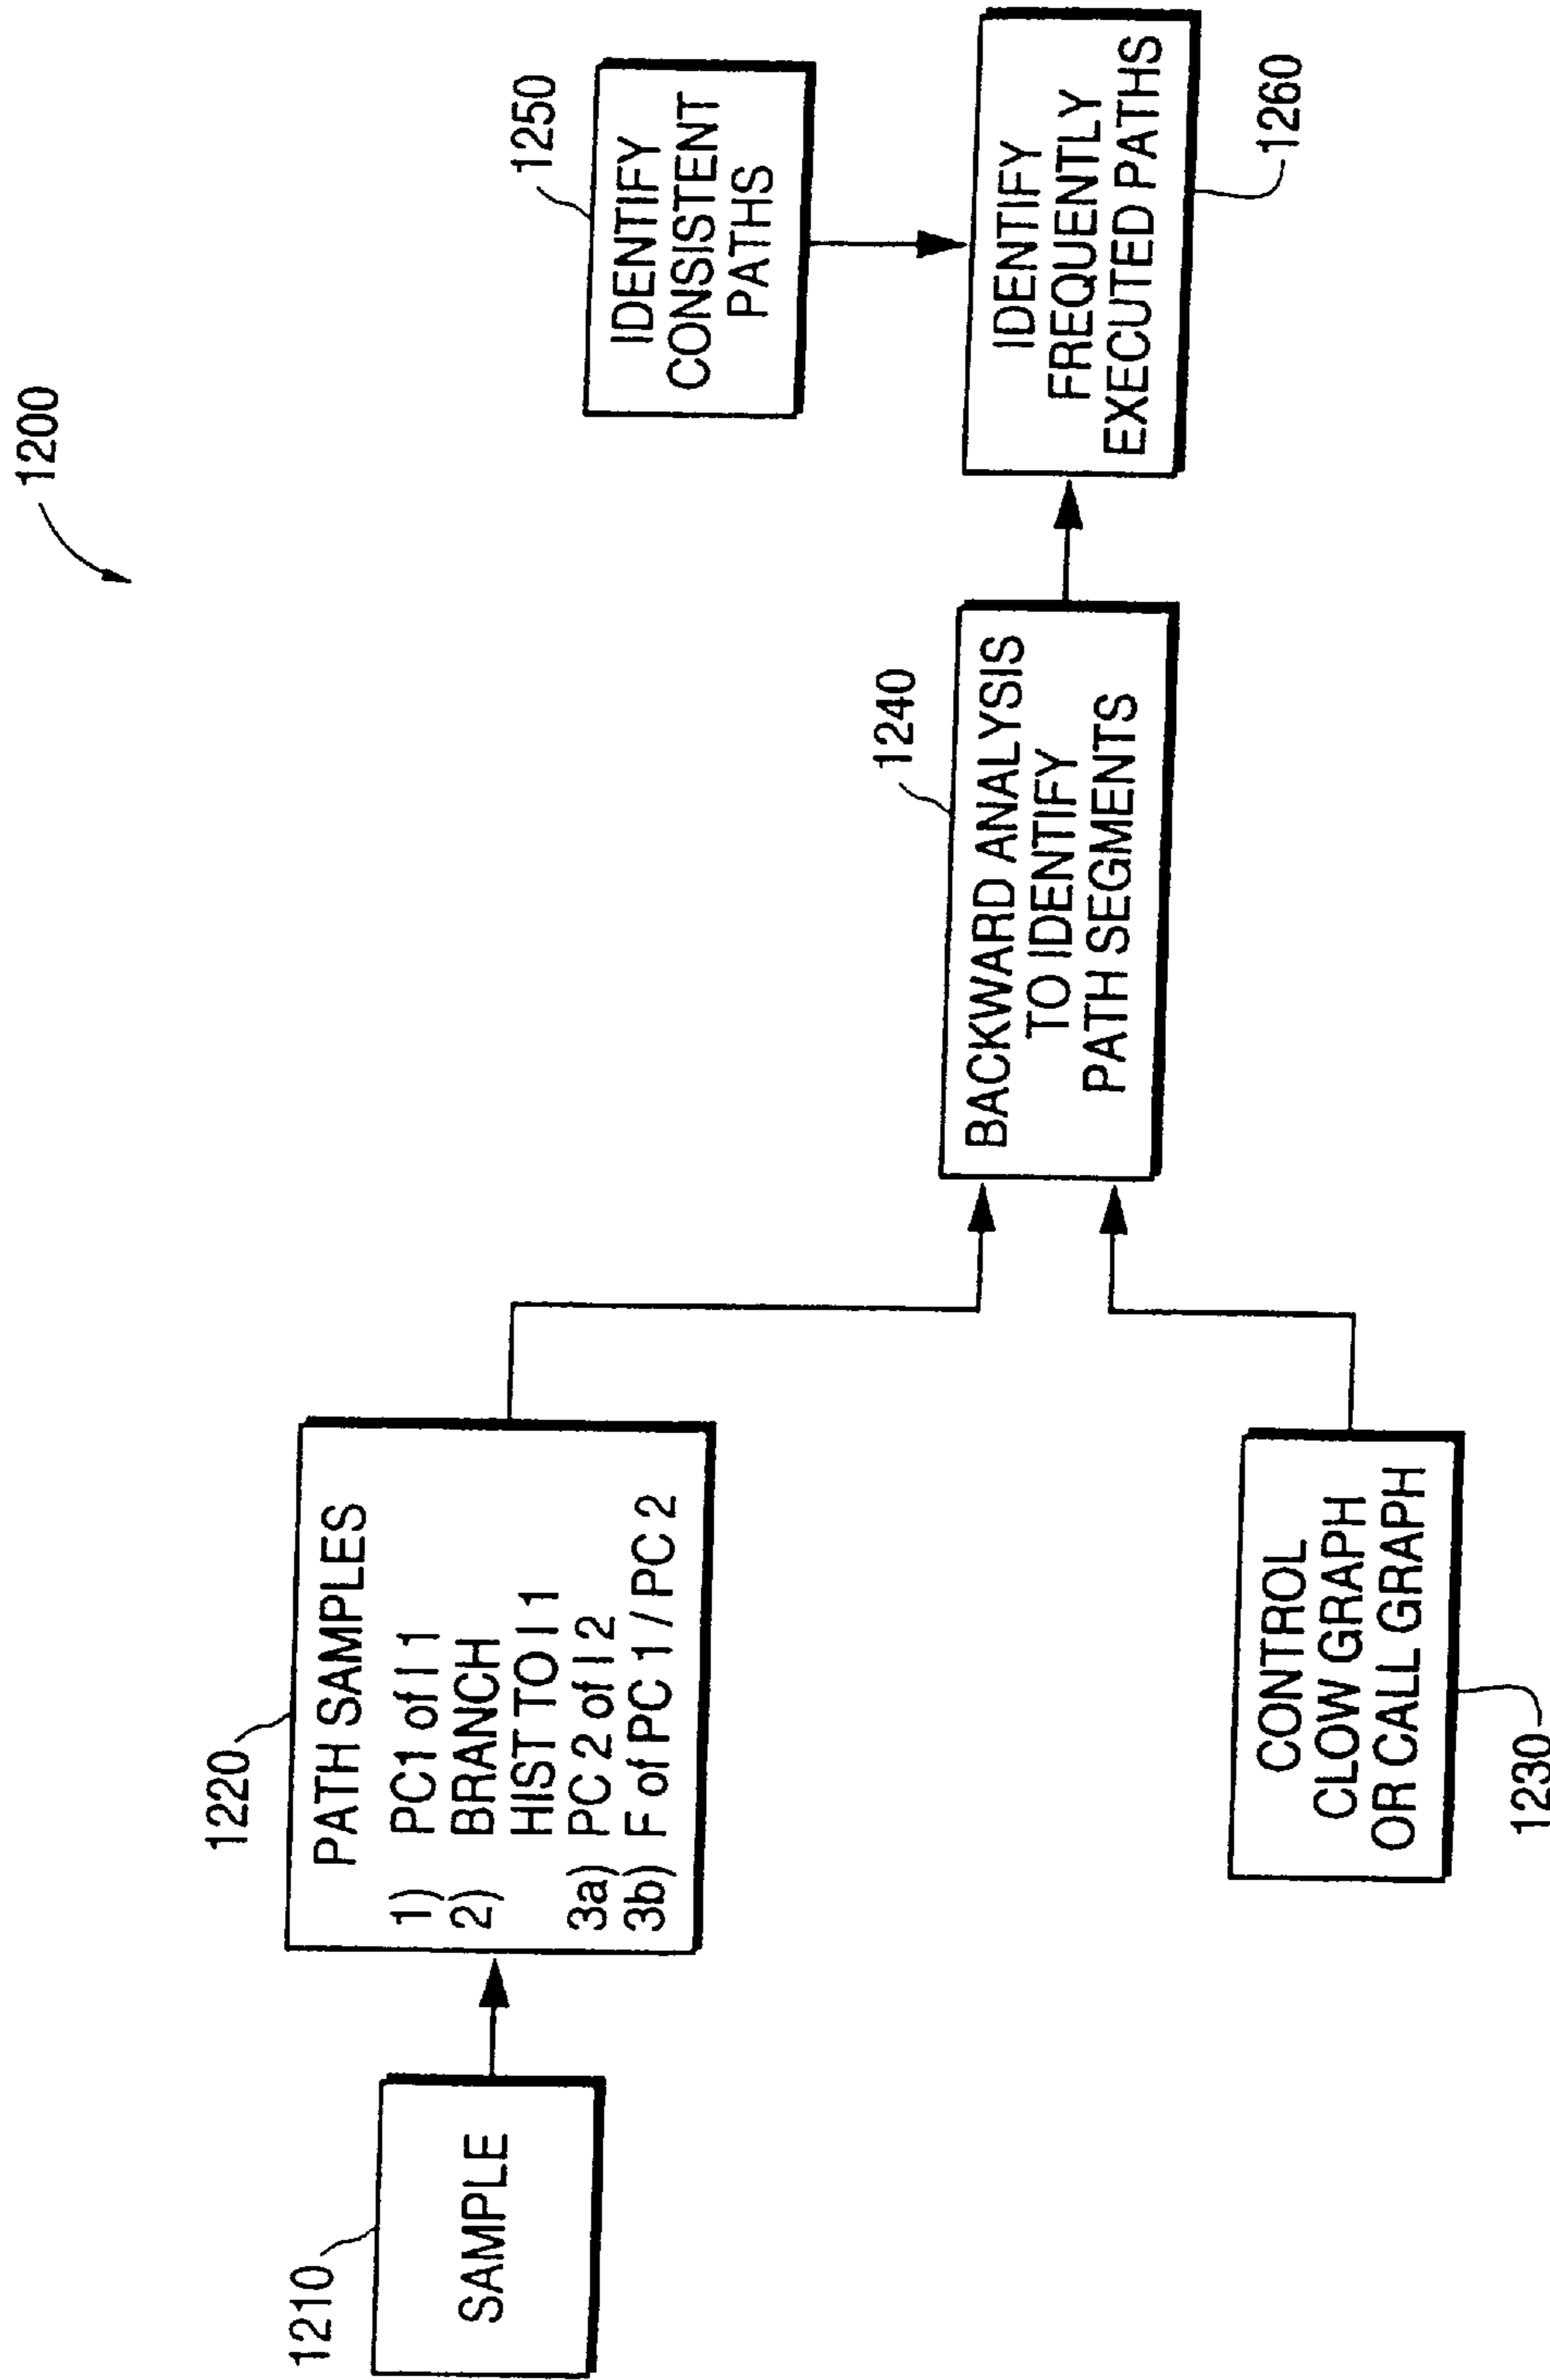 1200
1210
SAMPLE
1220
PATH SAMPLES
1) PC1 of I 1
2) BRANCH
HIST TO I 1
3a) PC 2 of I 2
3b) F of PC 1 / PC 2
CONTROL
CLOW GRAPH
OR CALL GRAPH
1230
1240
BACKWARD ANALYSIS
TO IDENTIFY
PATH SEGMENTS
1250
IDENTIFY
CONSISTENT
PATHS
IDENTIFY
FREQUENTLY
EXECUTED PATHS
1260